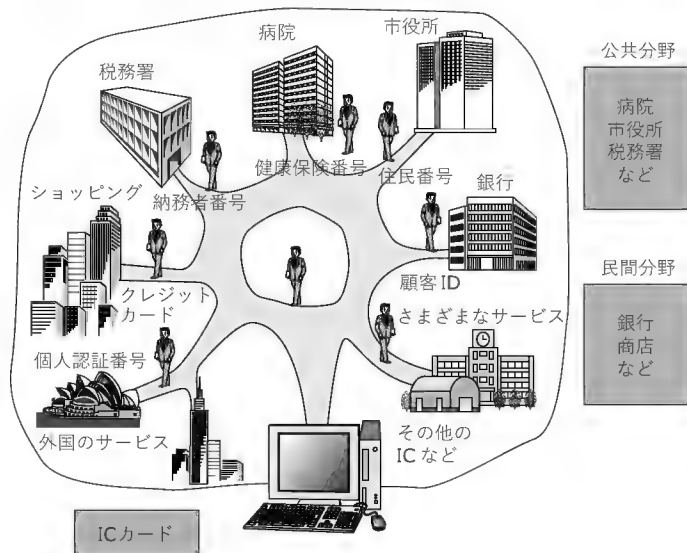 病院
市役所
税務署
公共分野
病院
市役所
税務署
など
健康保険番号
住民番号
銀行
納務者番号
ショッピング
クレジット
カード
顧客ID
さまざまなサービス
民間分野
銀行
商店
など
個人認証番号
外国のサービス
その他の
ICなど
ICカード